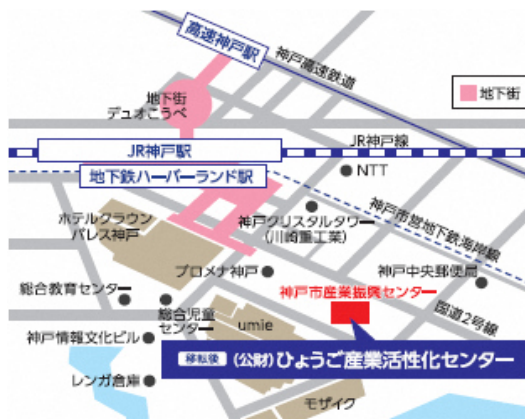 高速神戸駅
神戸高速鉄道
地下街
デュオこうべ
地下街
JR神戸線
JR神戸駅
NTT
地下鉄ハーバーランド駅
神戸市営地下鉄海岸線
ホテルクラウン
パレス神戸
神戸クリスタルタワー
(川崎重工業)
プロメナ神戸
神戸中央郵便局
総合教育センター
神戸市産業振興センター
国道2号線
総合児童
センター
umie
神戸情報文化ビル
移転後 (公財)ひょうご産業活性化センター
レンガ倉庫
モザイク